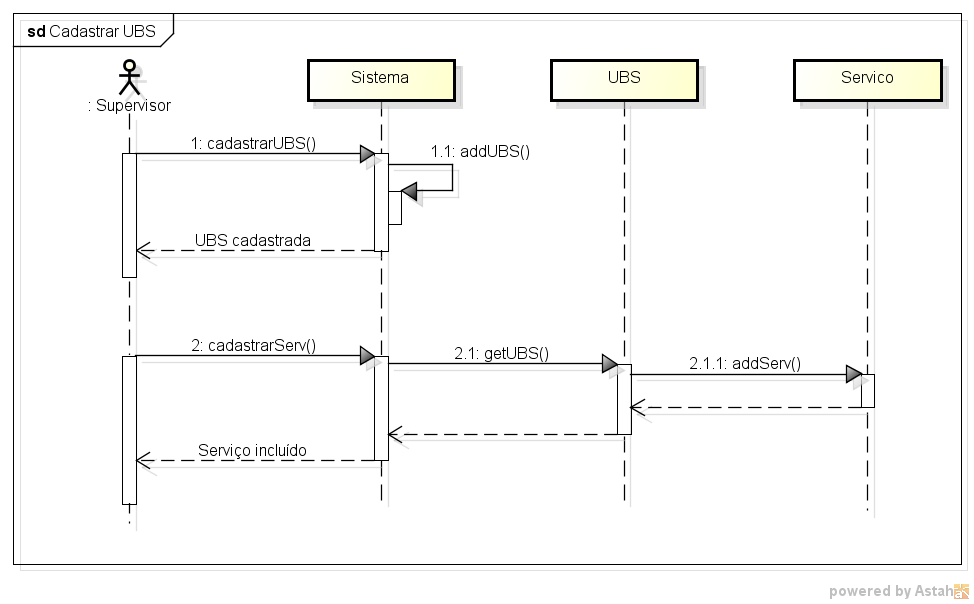 sd Cadastrar UBS
: Supervisor
Sistema
UBS
Servico
1: cadastrarUBS()
1.1: addUBS()
UBS cadastrada
2: cadastrarServ()
2.1: getUBS()
2.1.1: addServ()
Serviço incluído
powered by Astah